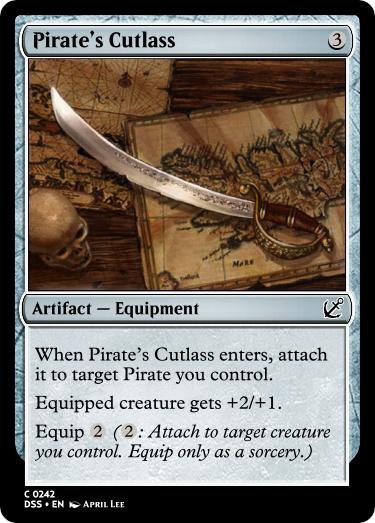 Pirate's Cutlass 3
MARE
Artifact — Equipment
When Pirate's Cutlass enters, attach
it to target Pirate you control.
Equipped creature gets +2/+1.
Equip 2 (2: Attach to target creature
you control. Equip only as a sorcery.)
C 0242
DSS • EN April Lee